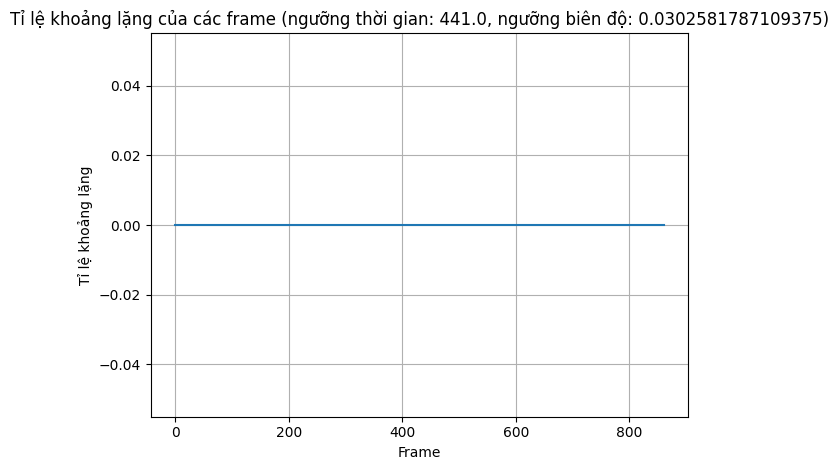 Tỉ lệ khoảng lặng của các frame (ngưỡng thời gian: 441.0, ngưỡng biên độ: 0.0302581787109375)
Tỉ lệ khoảng lặng
0.04
0.02
0.00
−0.02
−0.04
0 200 400 600 800
Frame